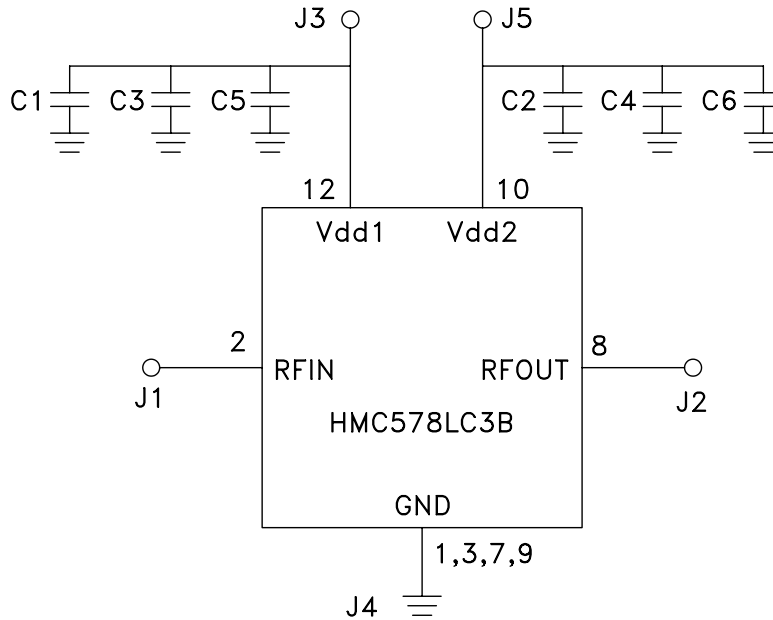 J3 J5
C1 C3 C5 C2 C4 C6
12 10
Vdd1 Vdd2
2 8
RFIN RFOUT
J1 J2
HMC578LC3B
GND
1,3,7,9
J4